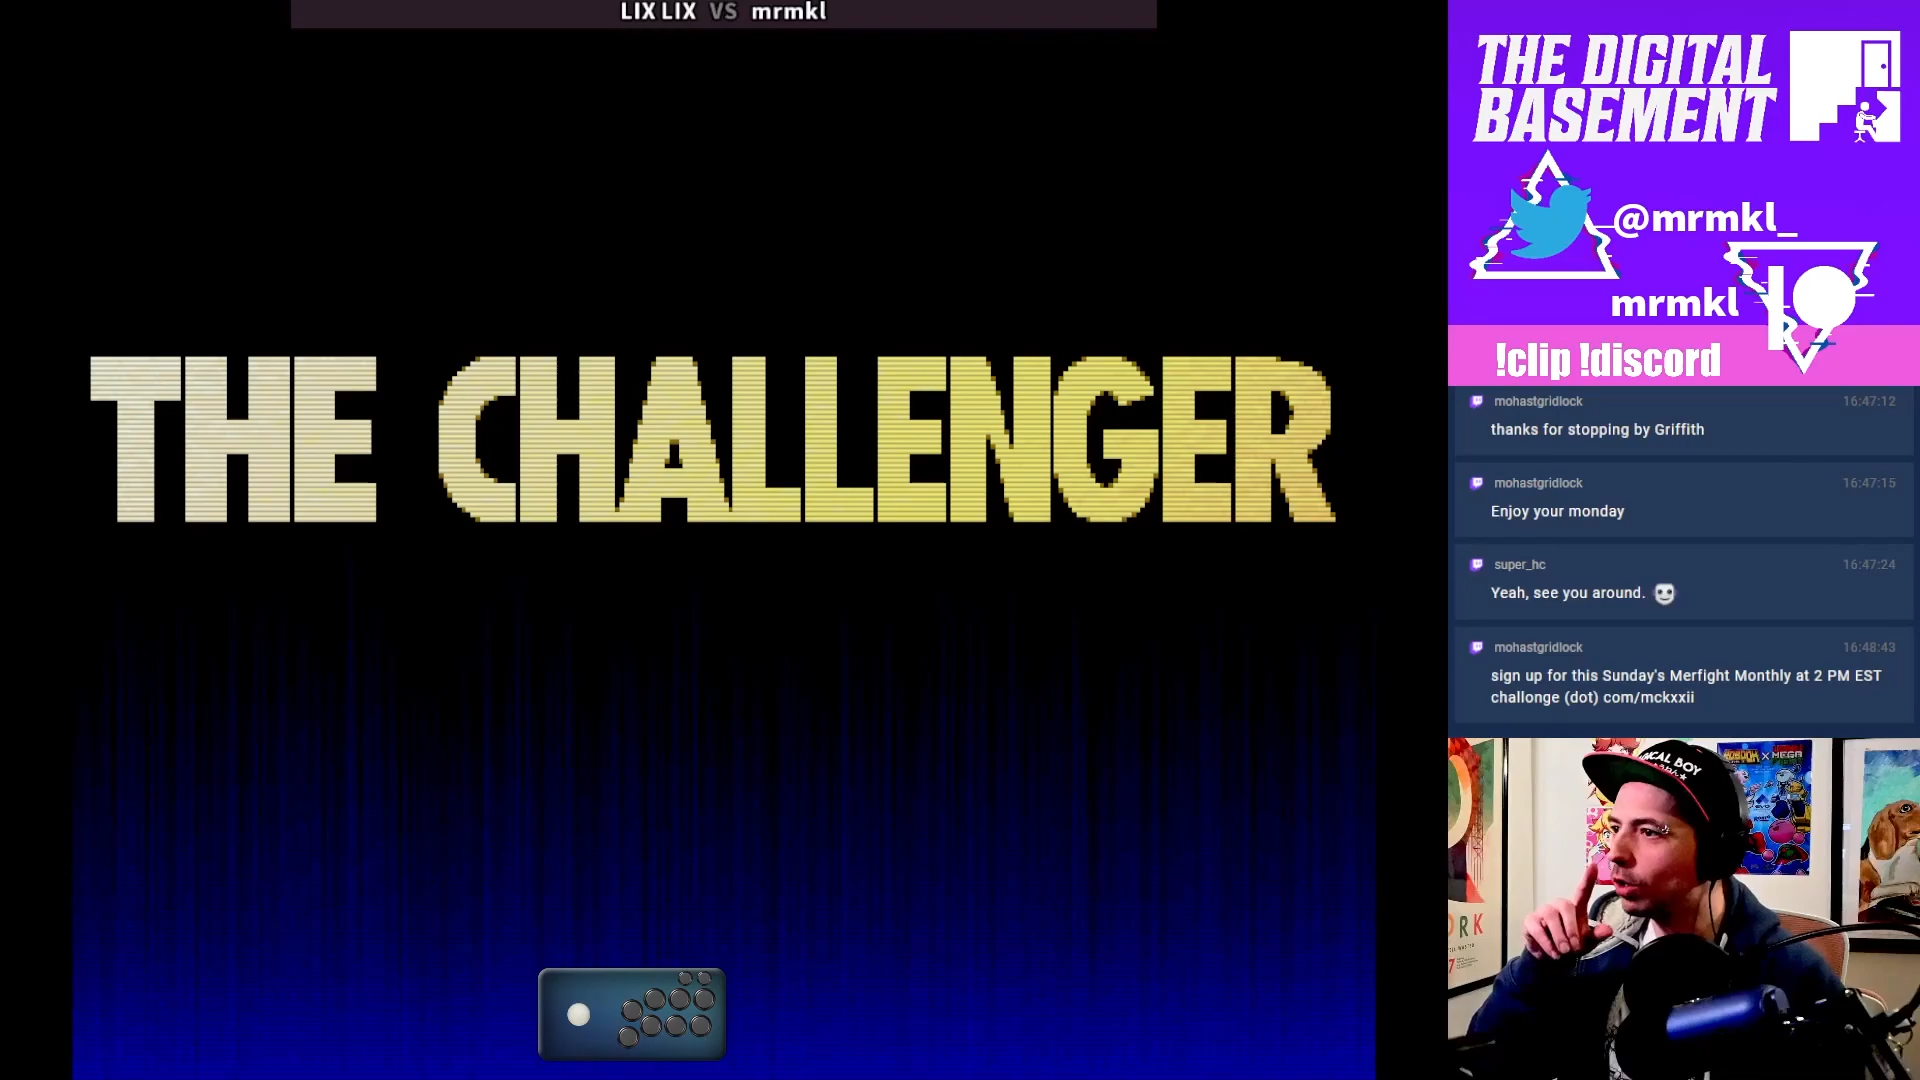 LIX LIX VS mrmkl
THE CHALLENGER
THE DIGITAL
BASEMENT
@mrmkl_
mrmkl
!clip !discord
mohastgridlock 16:47:12
thanks for stopping by Griffith
mohastgridlock 16:47:15
Enjoy your monday
super_hc 16:47:24
Yeah, see you around.
mohastgridlock 16:48:43
sign up for this Sunday's Merfight Monthly at 2 PM EST
challonge (dot) com/mckxxii
BOY